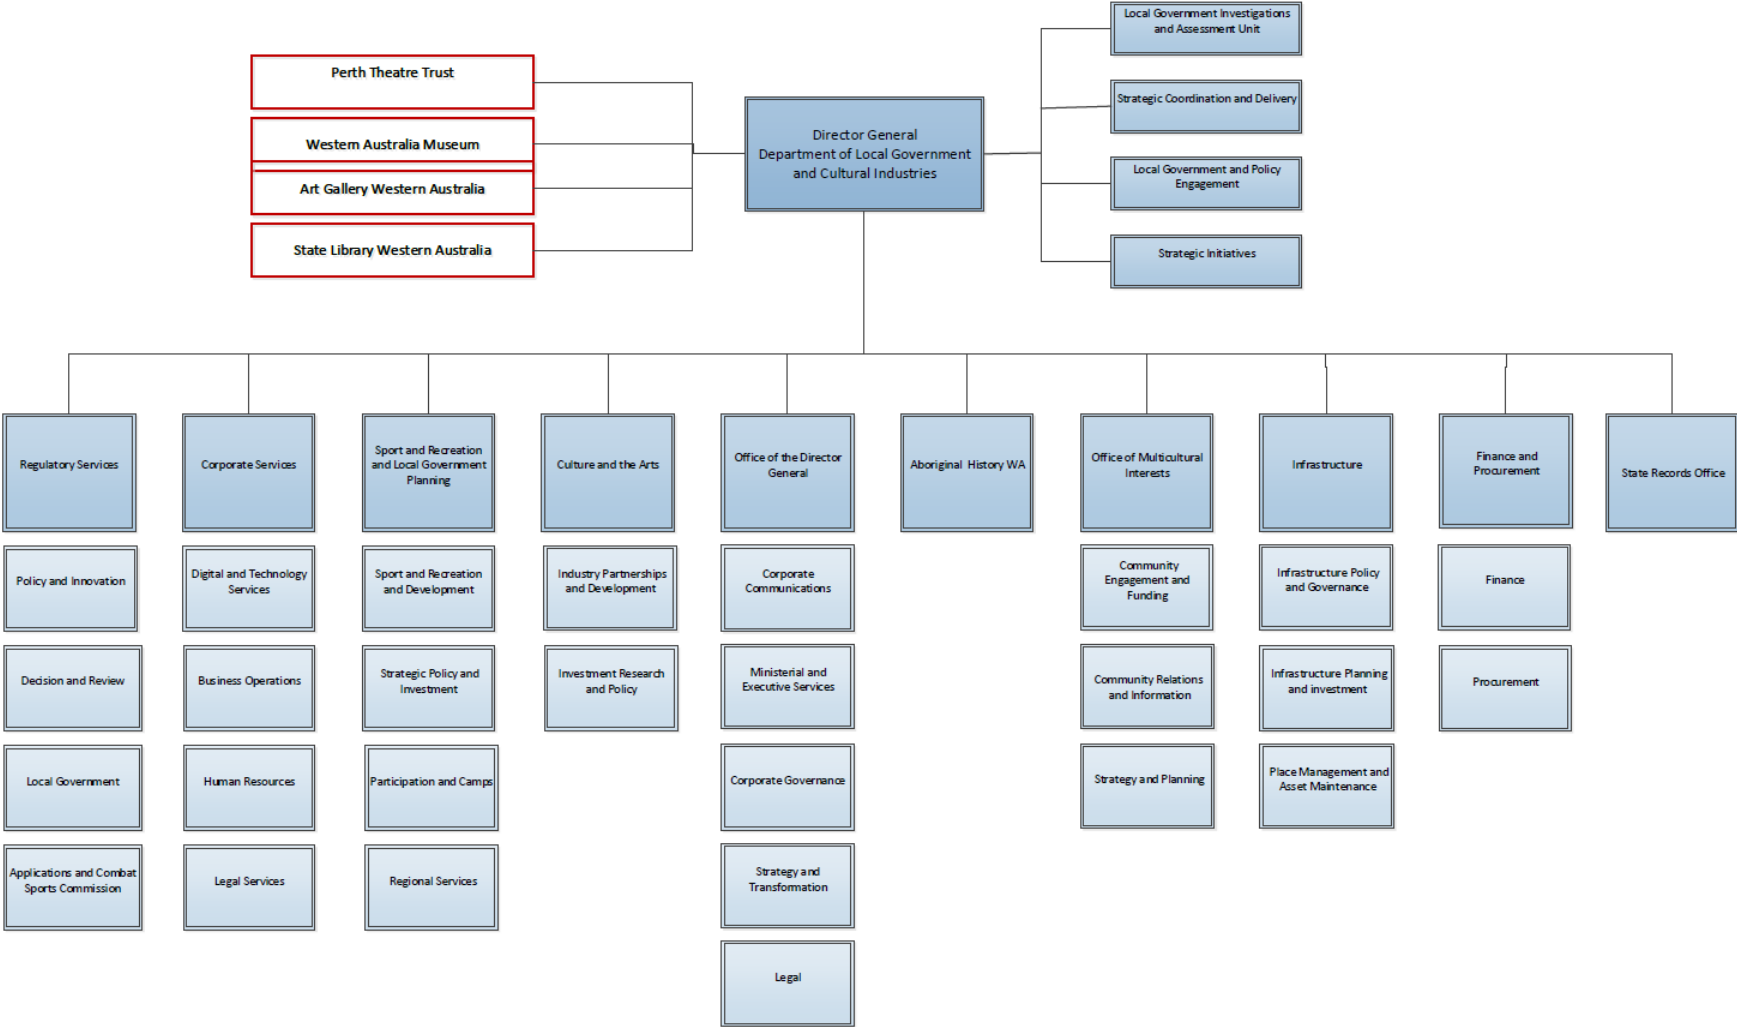 Perth Theatre Trust
Western Australia Museum
Art Gallery Western Australia
State Library Western Australia
Director General
Department of Local Government
and Cultural Industries
Local Government Investigations
and Assessment Unit
Strategic Coordination and Delivery
Local Government and Policy
Engagement
Strategic Initiatives
Regulatory Services
Policy and Innovation
Decision and Review
Local Government
Applications and Combat
Sports Commission
Corporate Services
Digital and Technology
Services
Business Operations
Human Resources
Legal Services
Sport and Recreation
and Local Government
Planning
Sport and Recreation
and Development
Strategic Policy and
Investment
Participation and Camps
Regional Services
Culture and the Arts
Industry Partnerships
and Development
Investment Research
and Policy
Office of the Director
General
Corporate
Communications
Ministerial and
Executive Services
Corporate Governance
Strategy and
Transformation
Legal
Aboriginal History WA
Office of Multicultural
Interests
Community
Engagement and
Funding
Community Relations
and Information
Strategy and Planning
Infrastructure
Infrastructure Policy
and Governance
Infrastructure Planning
and investment
Place Management and
Asset Maintenance
Finance and
Procurement
Finance
Procurement
State Records Office